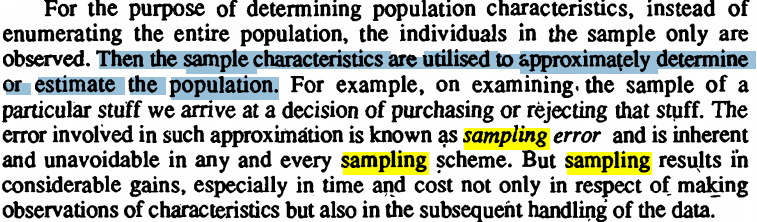 For the purpose of determining population characteristics, instead of
enumerating the entire population, the individuals in the sample only are
observed. Then the sample characteristics are utilised to approximately determine
or estimate the population. For example, on examining the sample of a
particular stuff we arrive at a decision of purchasing or rejecting that stuff. The
error involved in such approximation is known as sampling error and is inherent
and unavoidable in any and every sampling scheme. But sampling results in
considerable gains, especially in time and cost not only in respect of making
observations of characteristics but also in the subsequent handling of the data.